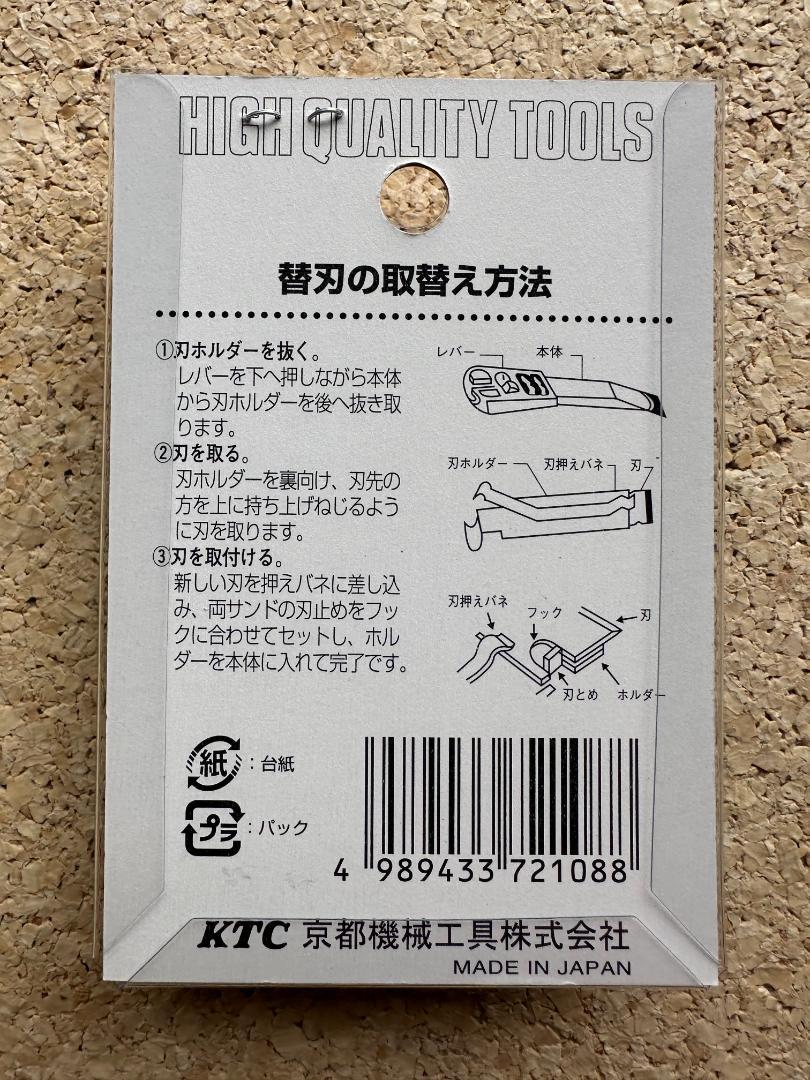 HIGH QUALITY TOOLS
替刃の取替え方法
①刃ホルダーを抜く。
レバーを下へ押しながら本体
から刃ホルダーを後へ抜き取
ります。
②刃を取る。
刃ホルダーを裏向け、刃先の
方を上に持ち上げねじるよう
に刃を取ります。
③刃を取付ける。
新しい刃を押えバネに差し込
み、両サンドの刃止めをフッ
クに合わせてセットし、ホル
ダーを本体に入れて完了です。
レバー 本体
刃ホルダー 刃押えバネ 刃
刃押えバネ フック 刃
刃とめ ホルダー
紙：台紙
プラ：パック
4 989433 721088
KTC 京都機械工具株式会社
MADE IN JAPAN